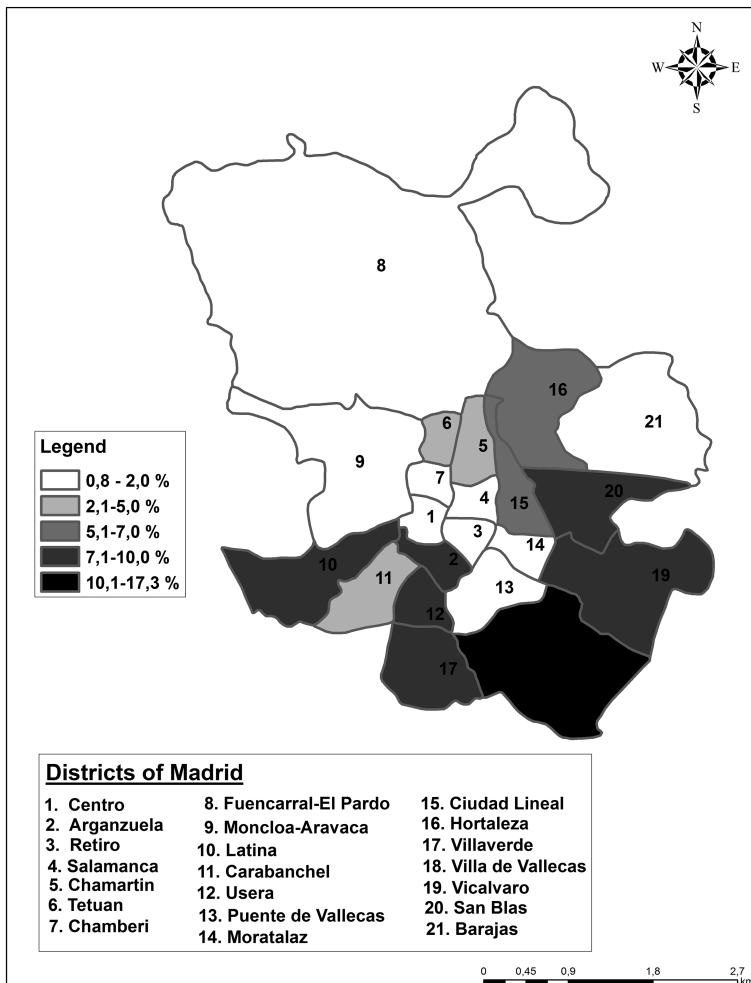 N
W E
S
8
16
21
6
5
9
7
4
20
15
1
3
14
2
10
11
19
13
12
17
Legend
0,8 - 2,0 %
2,1-5,0 %
5,1-7,0 %
7,1-10,0 %
10,1-17,3 %
Districts of Madrid
1. Centro
2. Arganzuela
3. Retiro
4. Salamanca
5. Chamartin
6. Tetuan
7. Chamberi
8. Fuencarral-El Pardo
9. Moncloa-Aravaca
10. Latina
11. Carabanchel
12. Usera
13. Puente de Vallecas
14. Moratalaz
15. Ciudad Lineal
16. Hortaleza
17. Villaverde
18. Villa de Vallecas
19. Vicalvaro
20. San Blas
21. Barajas
0 0,45 0,9 1,8 2,7
km